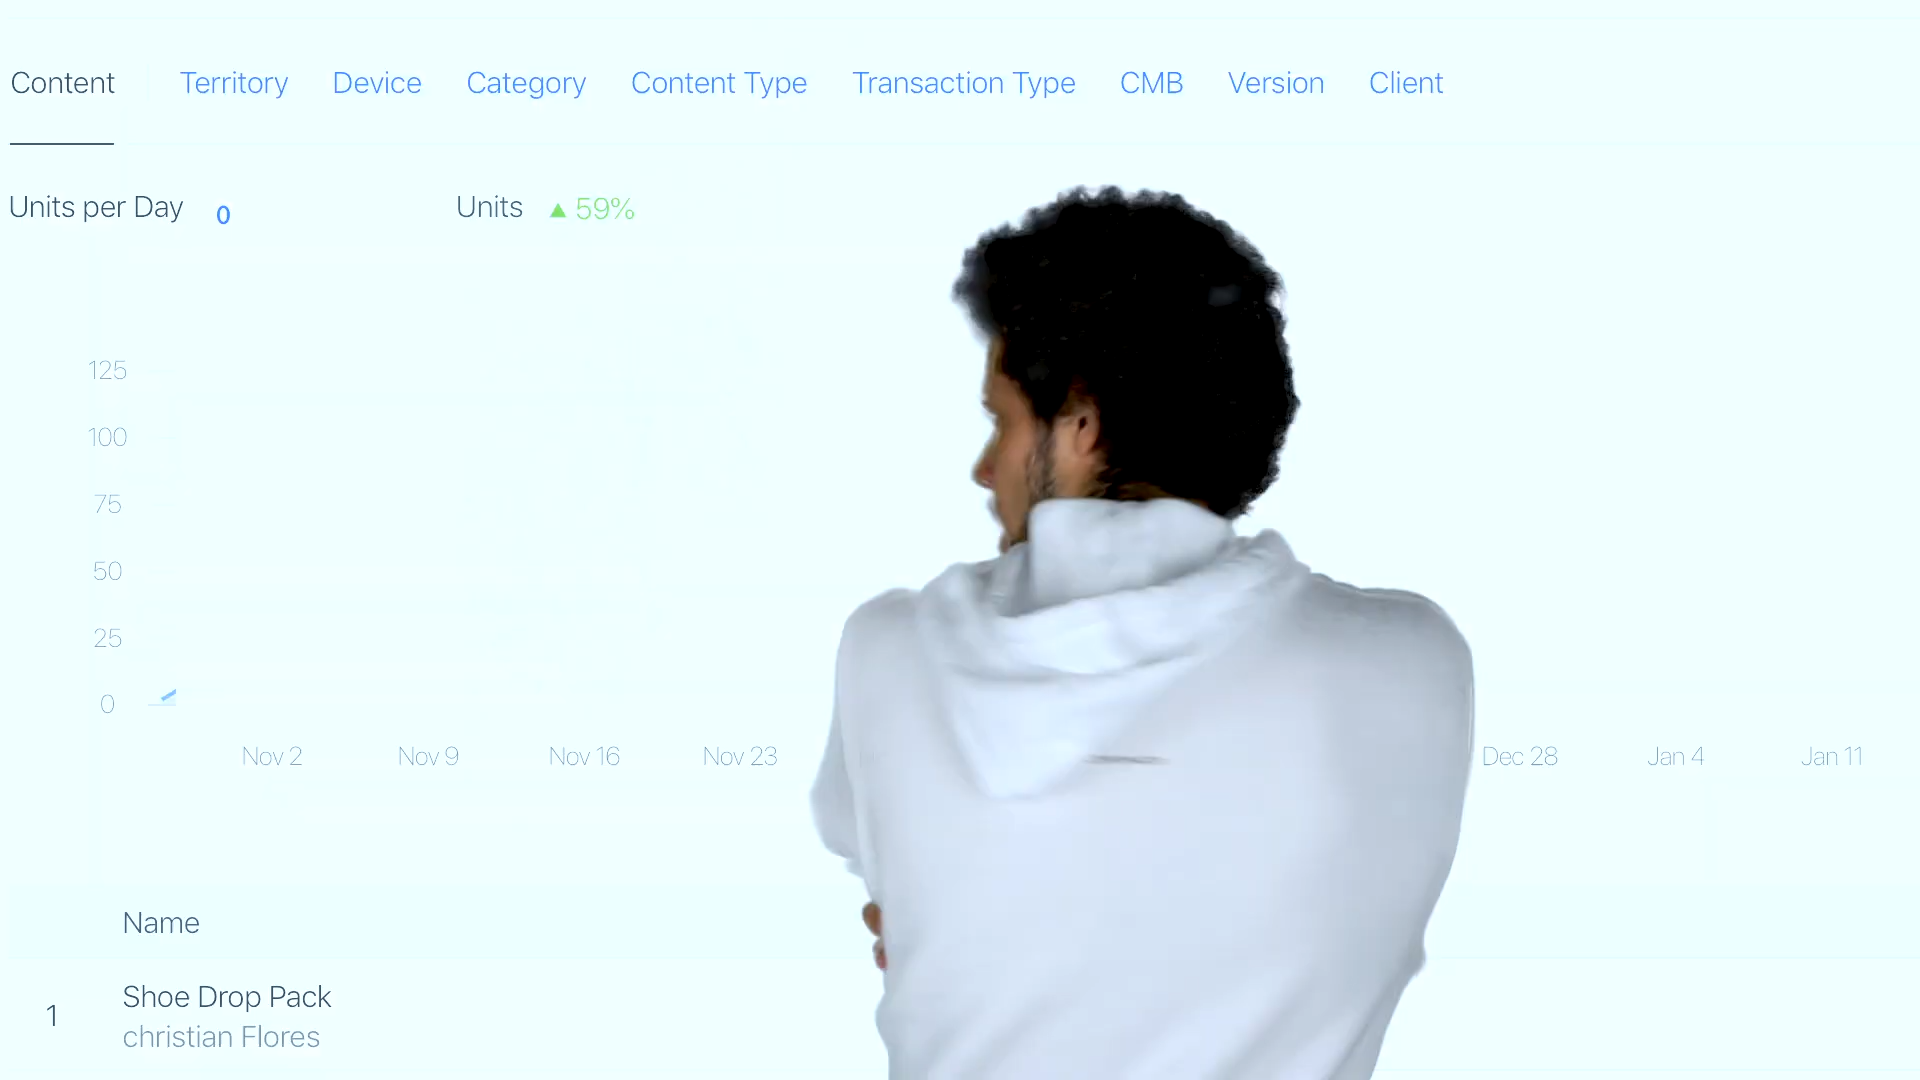 Content Territory Device Category Content Type Transaction Type CMB Version Client
Units per Day 0 Units ▲ 59%
125
100
75
50
25
0
Nov 2 Nov 9 Nov 16 Nov 23 Dec 28 Jan 4 Jan 11
Name
1 Shoe Drop Pack
christian Flores